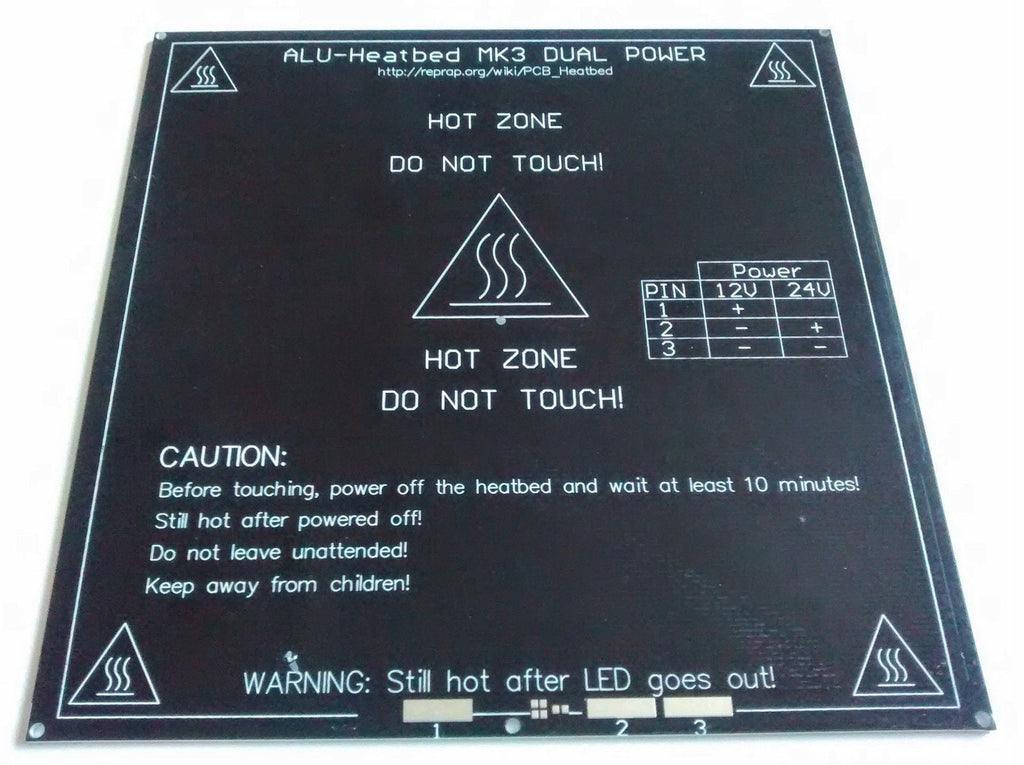 ALU-Heatbed MK3 DUAL POWER
http://reprap.org/wiki/PCB_Heatbed
HOT ZONE
DO NOT TOUCH!
Power
PIN 12V 24V
1 +
2 - +
3 - -
HOT ZONE
DO NOT TOUCH!
CAUTION:
Before touching, power off the heatbed and wait at least 10 minutes!
Still hot after powered off!
Do not leave unattended!
Keep away from children!
WARNING: Still hot after LED goes out!
1 2 3